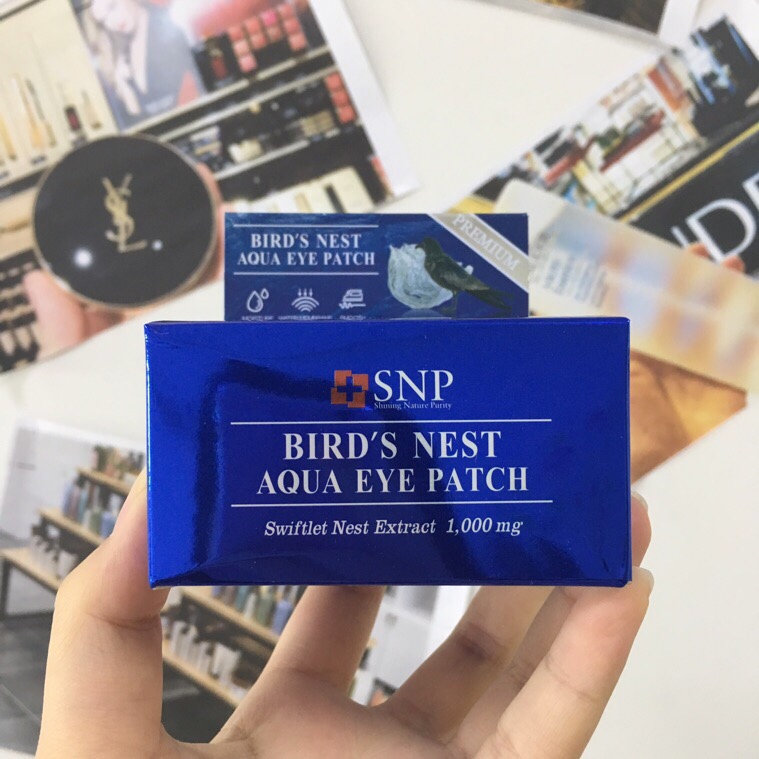 BIRD'S NEST
AQUA EYE PATCH
PREMIUM
SNP
Shining Nature Purity
BIRD'S NEST
AQUA EYE PATCH
Swiftlet Nest Extract 1,000 mg
YSL